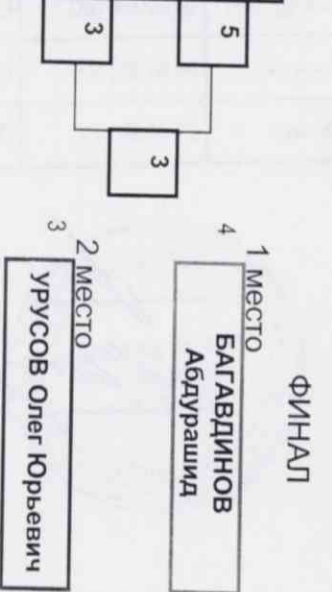 ФИНАЛ
1 место
4
БАГАВДИНОВ
Абдурашид
2 место
3
УРУСОВ Олег Юрьевич
5
3
3